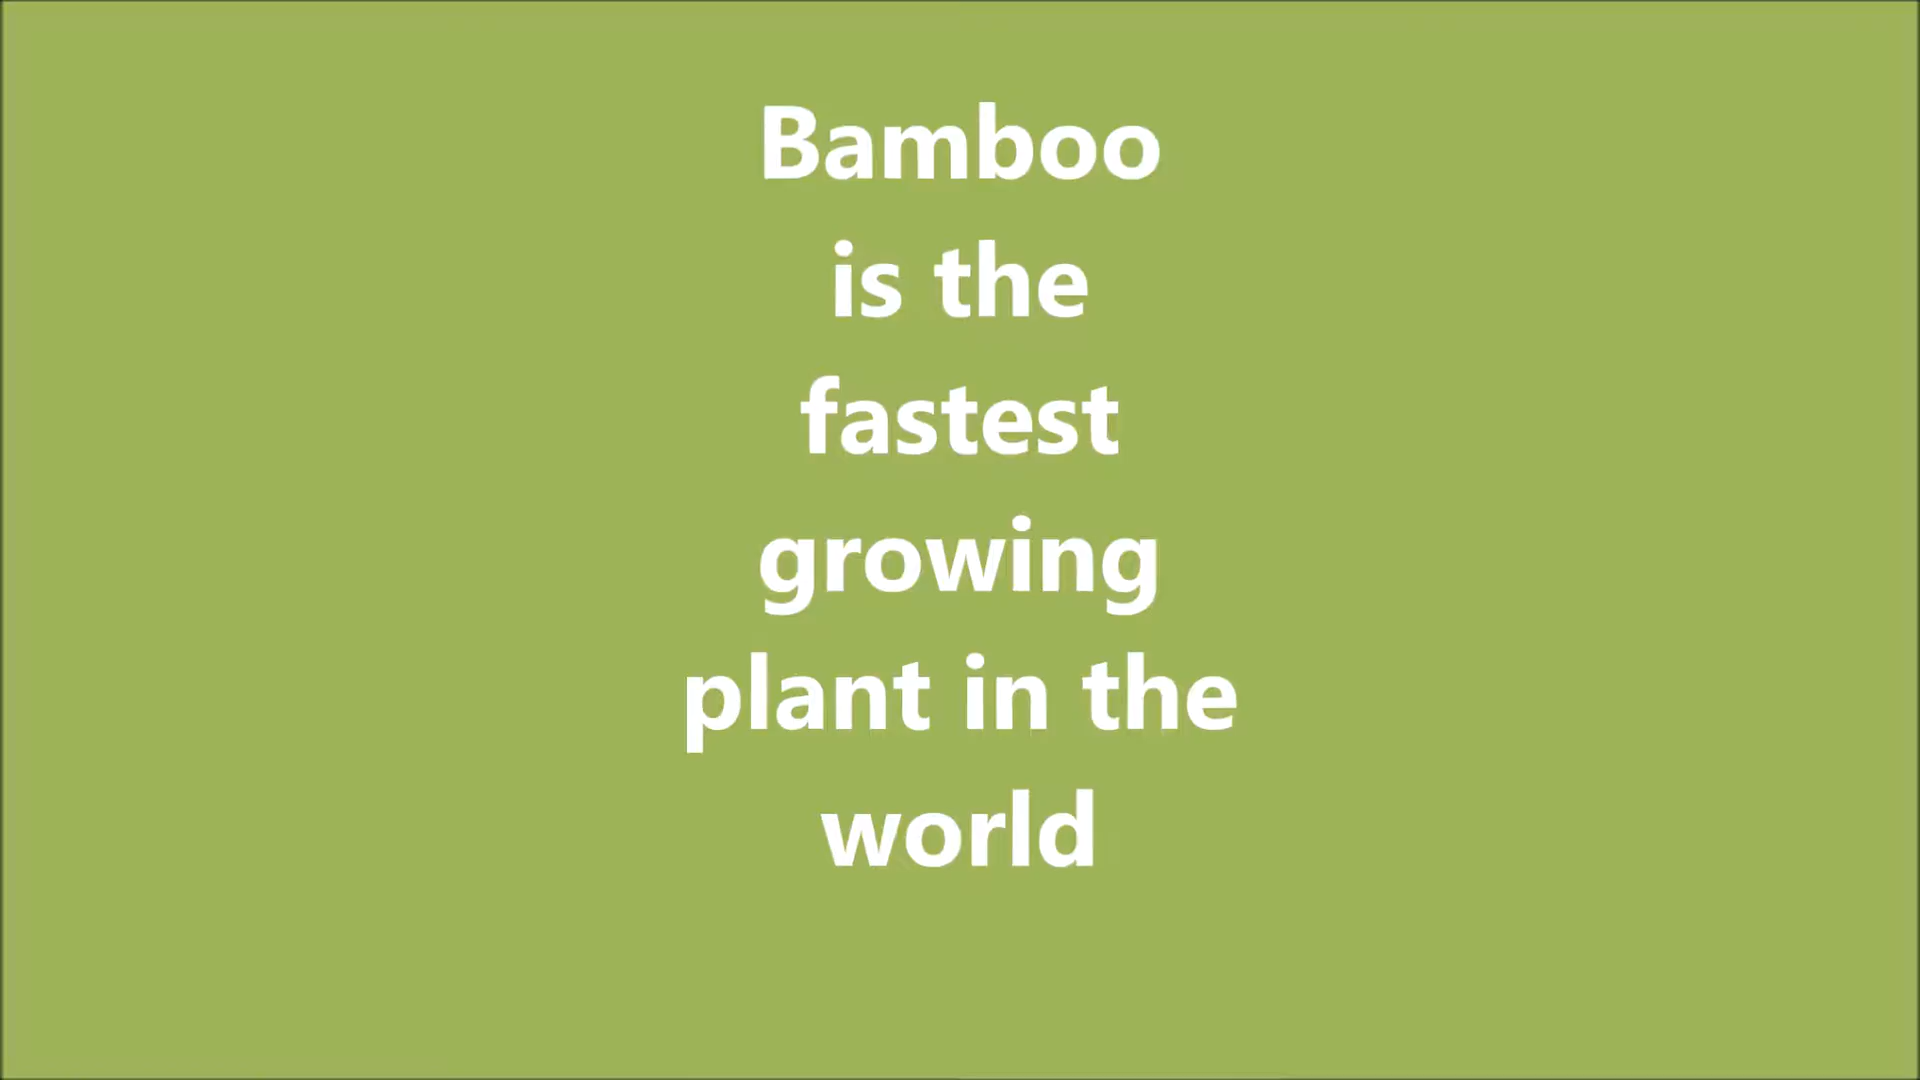 Bamboo
is the
fastest
growing
plant in the
world